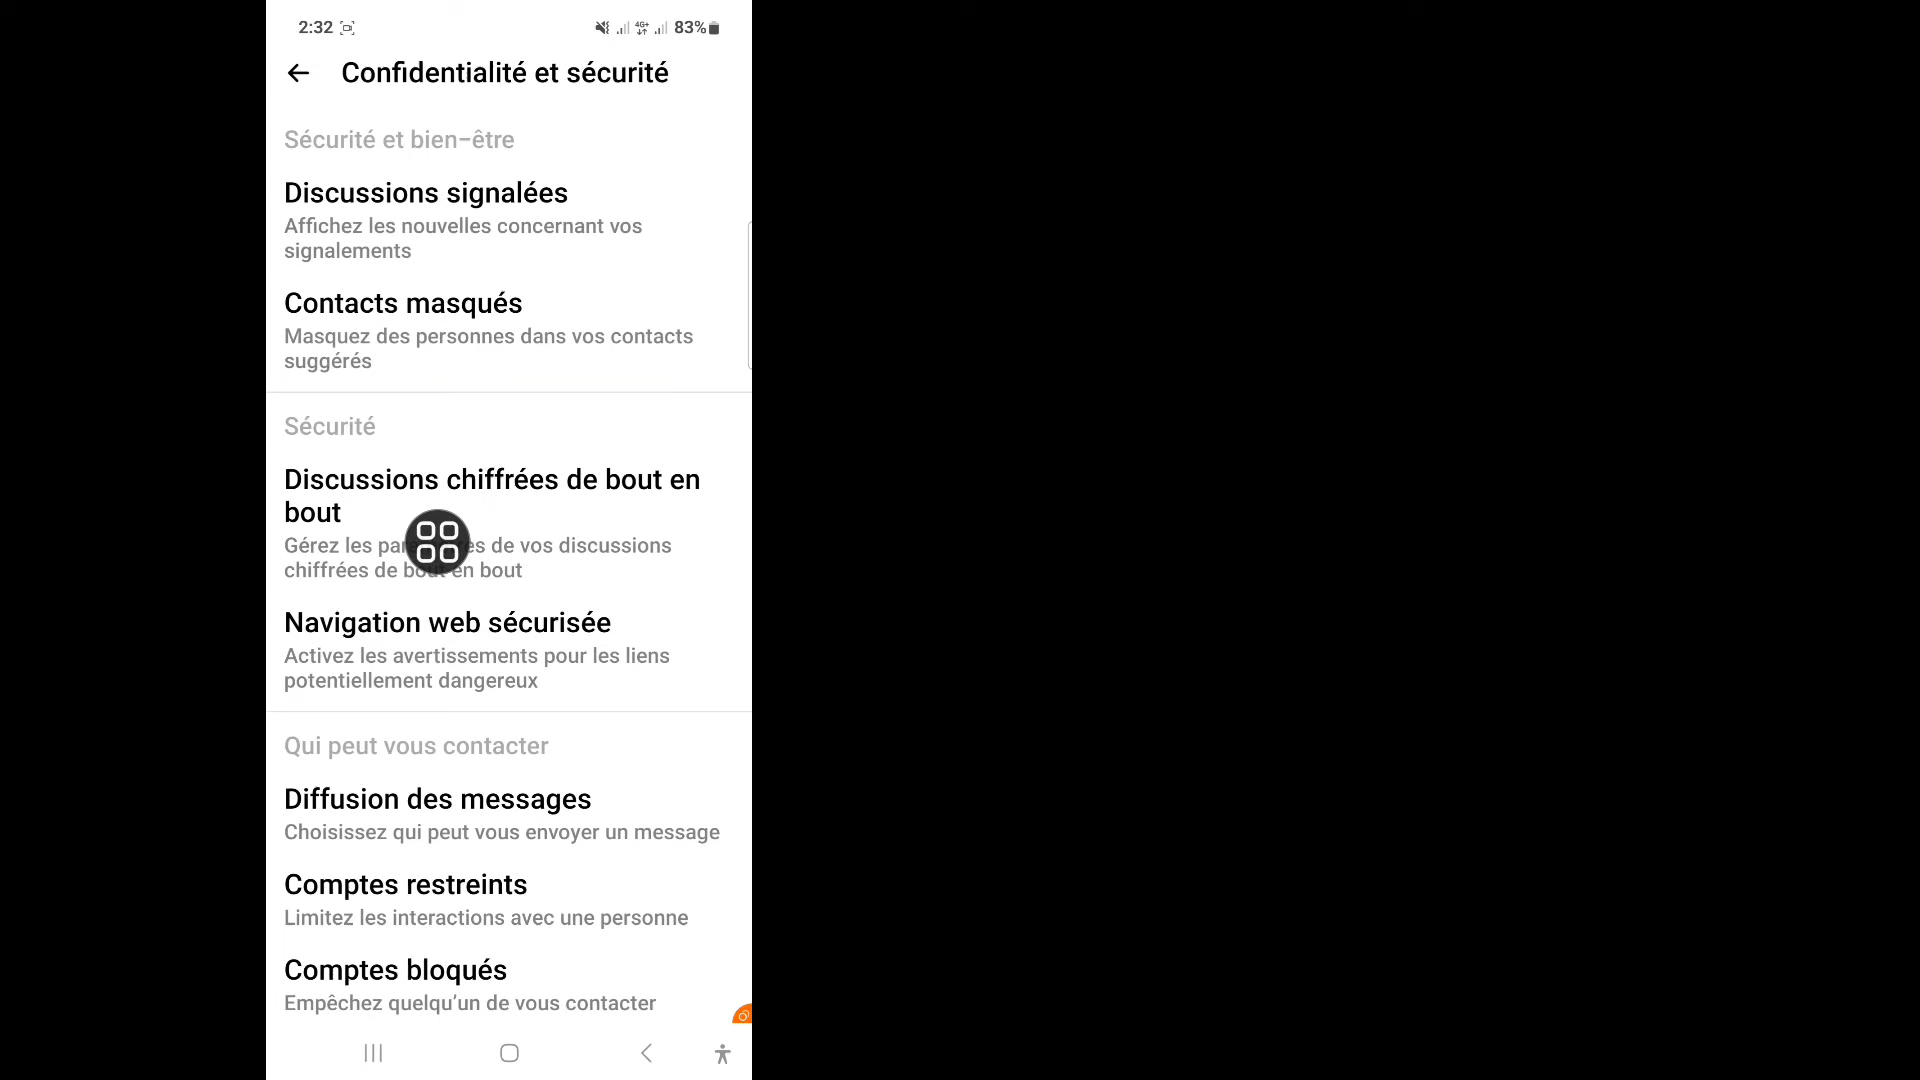 2:32 4G+ 83%
Confidentialité et sécurité
Sécurité et bien-être
Discussions signalées
Affichez les nouvelles concernant vos
signalements
Contacts masqués
Masquez des personnes dans vos contacts
suggérés
Sécurité
Discussions chiffrées de bout en
bout
Gérez les de vos discussions
chiffrées de en bout
Navigation web sécurisée
Activez les avertissements pour les liens
potentiellement dangereux
Qui peut vous contacter
Diffusion des messages
Choisissez qui peut vous envoyer un message
Comptes restreints
Limitez les interactions avec une personne
Comptes bloqués
Empêchez quelqu’un de vous contacter